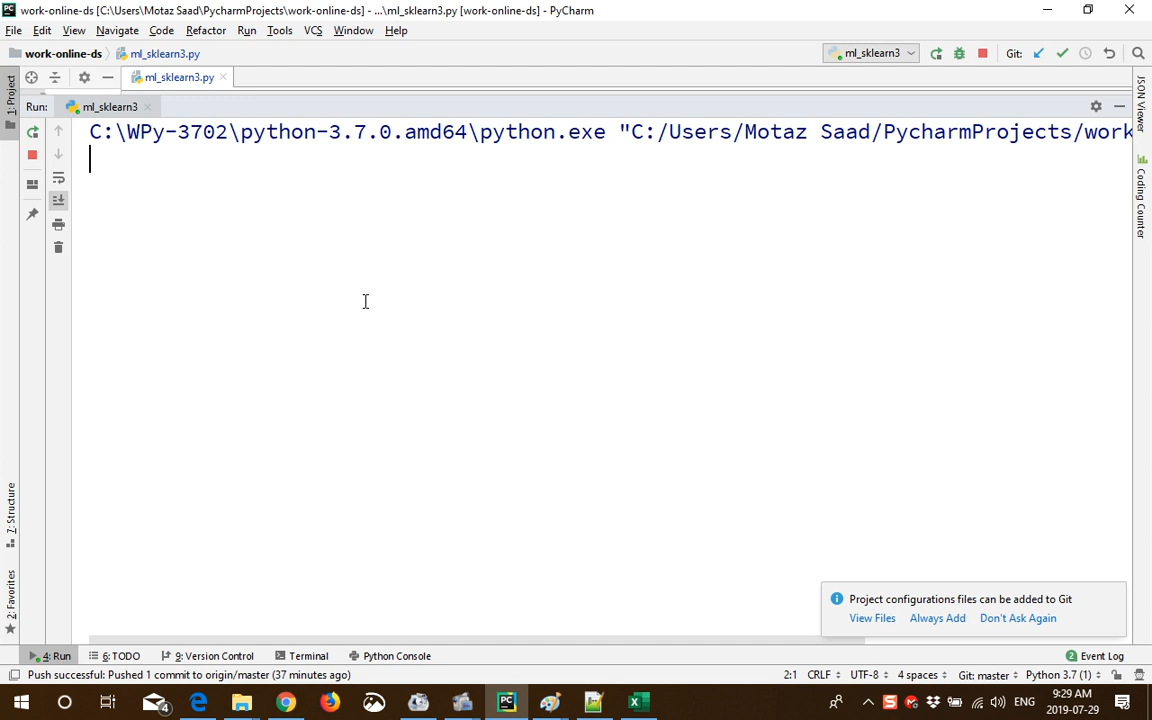 work-online-ds [C:\Users\Motaz Saad\PycharmProjects\work-online-ds] - ...\ml_sklearn3.py [work-online-ds] - PyCharm
File Edit View Navigate Code Refactor Run Tools VCS Window Help
work-online-ds ml_sklearn3.py ml_sklearn3 Git:
1: Project ml_sklearn3.py
Run: ml_sklearn3
C:\WPy-3702\python-3.7.0.amd64\python.exe "C:/Users/Motaz Saad/PycharmProjects/work
JSON Viewer
Coding Counter
7: Structure
2: Favorites
Project configurations files can be added to Git
View Files Always Add Don't Ask Again
4: Run 6: TODO 9: Version Control Terminal Python Console 2 Event Log
Push successful: Pushed 1 commit to origin/master (37 minutes ago) 2:1 CRLF UTF-8 4 spaces Git: master Python 3.7 (1)
4 ENG 9:29 AM
2019-07-29